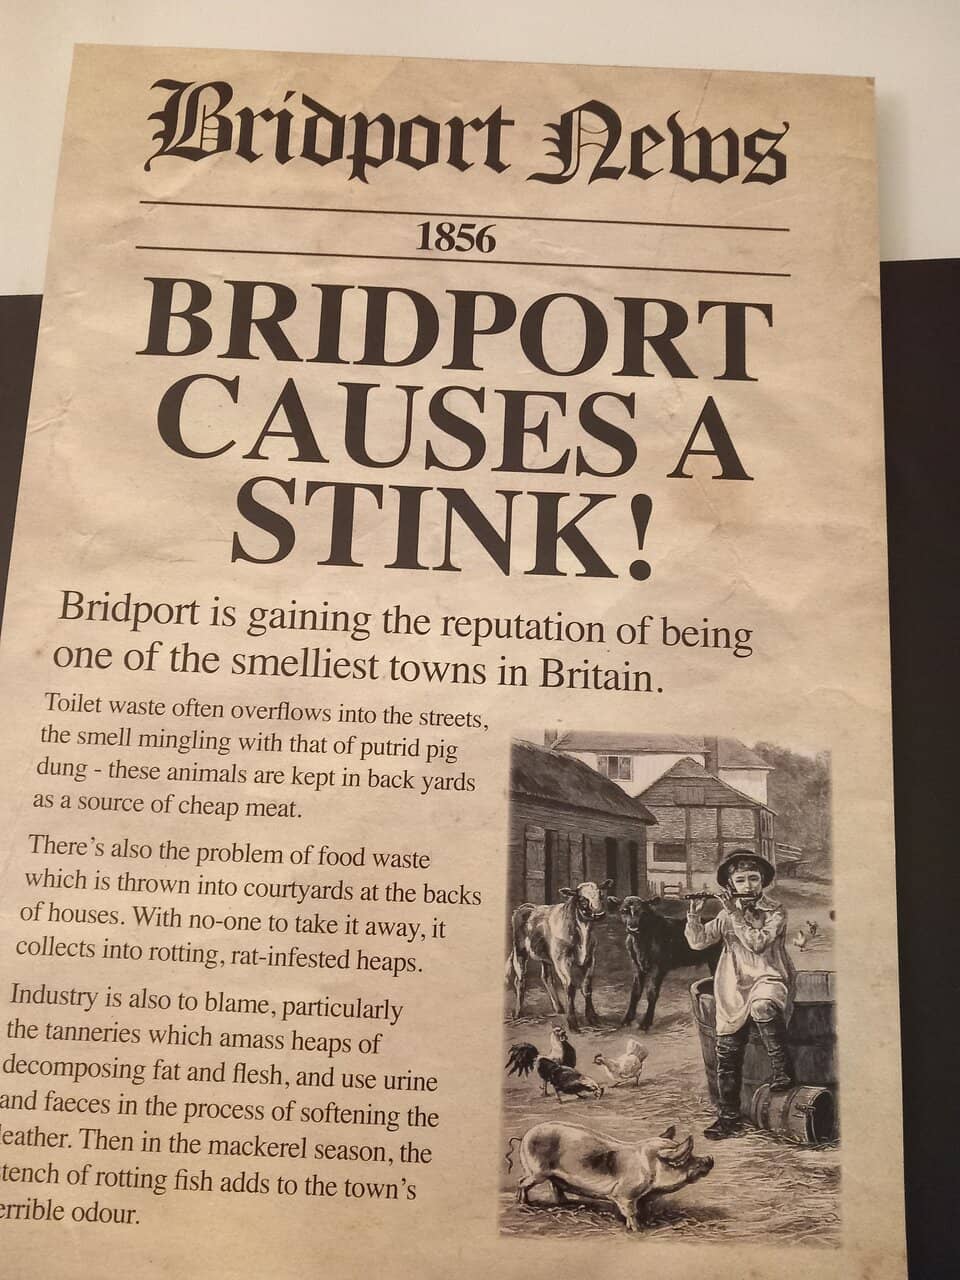 Bridport News
1856
BRIDPORT
CAUSES A
STINK!
Bridport is gaining the reputation of being
one of the smelliest towns in Britain.
Toilet waste often overflows into the streets,
the smell mingling with that of putrid pig
dung - these animals are kept in back yards
as a source of cheap meat.
There's also the problem of food waste
which is thrown into courtyards at the backs
of houses. With no-one to take it away, it
collects into rotting, rat-infested heaps.
Industry is also to blame, particularly
the tanneries which amass heaps of
decomposing fat and flesh, and use urine
and faeces in the process of softening the
leather. Then in the mackerel season, the
tench of rotting fish adds to the town's
errible odour.